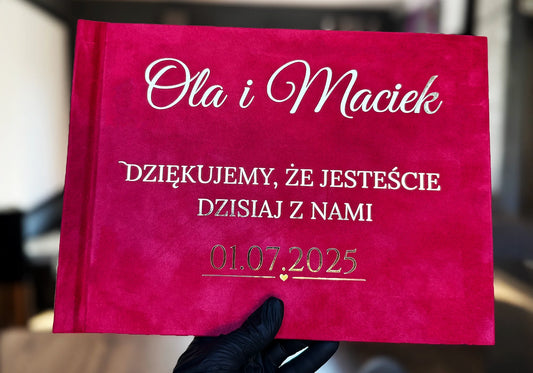 Ola i Maciek
DZIĘKUJEMY, ŻE JESTEŚCIE
DZISIAJ Z NAMI
01.07.2025